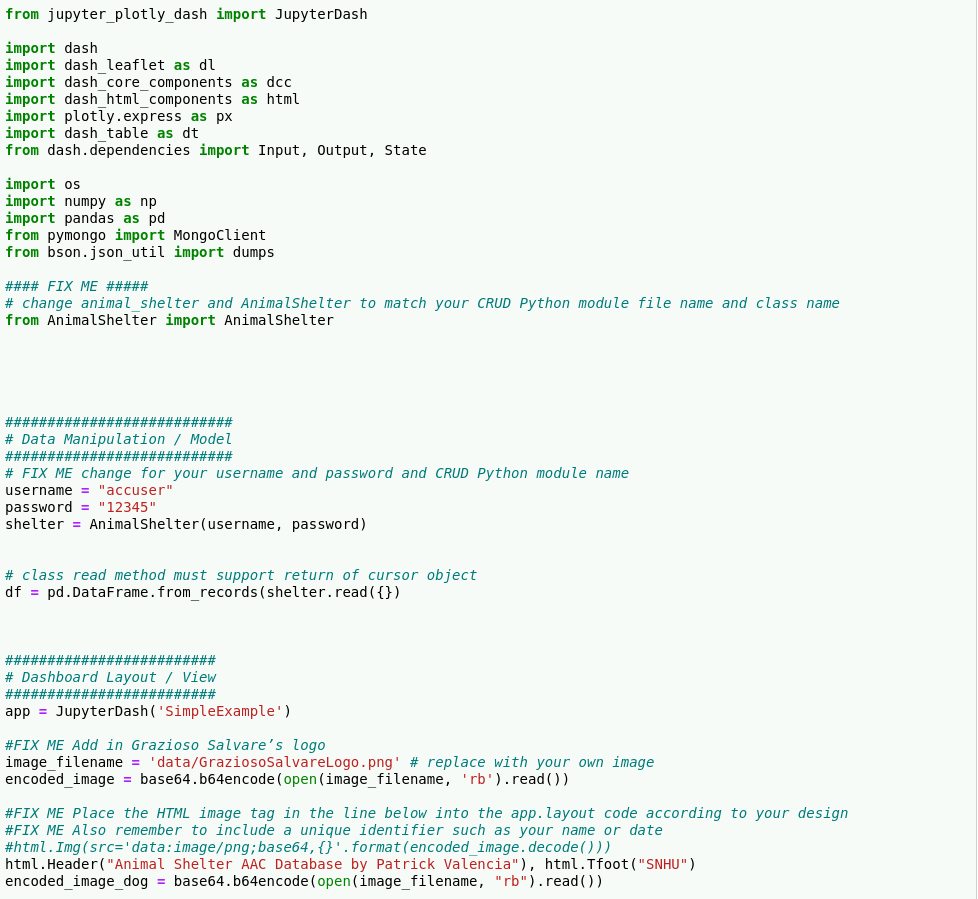 from jupyter_plotly_dash import JupyterDash
import dash
import dash_leaflet as dl
import dash_core_components as dcc
import dash_html_components as html
import plotly.express as px
import dash_table as dt
from dash.dependencies import Input, Output, State
import os
import numpy as np
import pandas as pd
from pymongo import MongoClient
from bson.json_util import dumps
#### FIX ME #####
# change animal_shelter and AnimalShelter to match your CRUD Python module file name and class name
from AnimalShelter import AnimalShelter
###########################
# Data Manipulation / Model
###########################
# FIX ME change for your username and password and CRUD Python module name
username = "accuser"
password = "12345"
shelter = AnimalShelter(username, password)
# class read method must support return of cursor object
df = pd.DataFrame.from_records(shelter.read({})
#########################
# Dashboard Layout / View
#########################
app = JupyterDash('SimpleExample')
#FIX ME Add in Grazioso Salvare’s logo
image_filename = 'data/GraziosoSalvareLogo.png' # replace with your own image
encoded_image = base64.b64encode(open(image_filename, 'rb').read())
#FIX ME Place the HTML image tag in the line below into the app.layout code according to your design
#FIX ME Also remember to include a unique identifier such as your name or date
#html.Img(src='data:image/png;base64,{}'.format(encoded_image.decode()))
html.Header("Animal Shelter AAC Database by Patrick Valencia"), html.Tfoot("SNHU")
encoded_image_dog = base64.b64encode(open(image_filename, "rb").read())